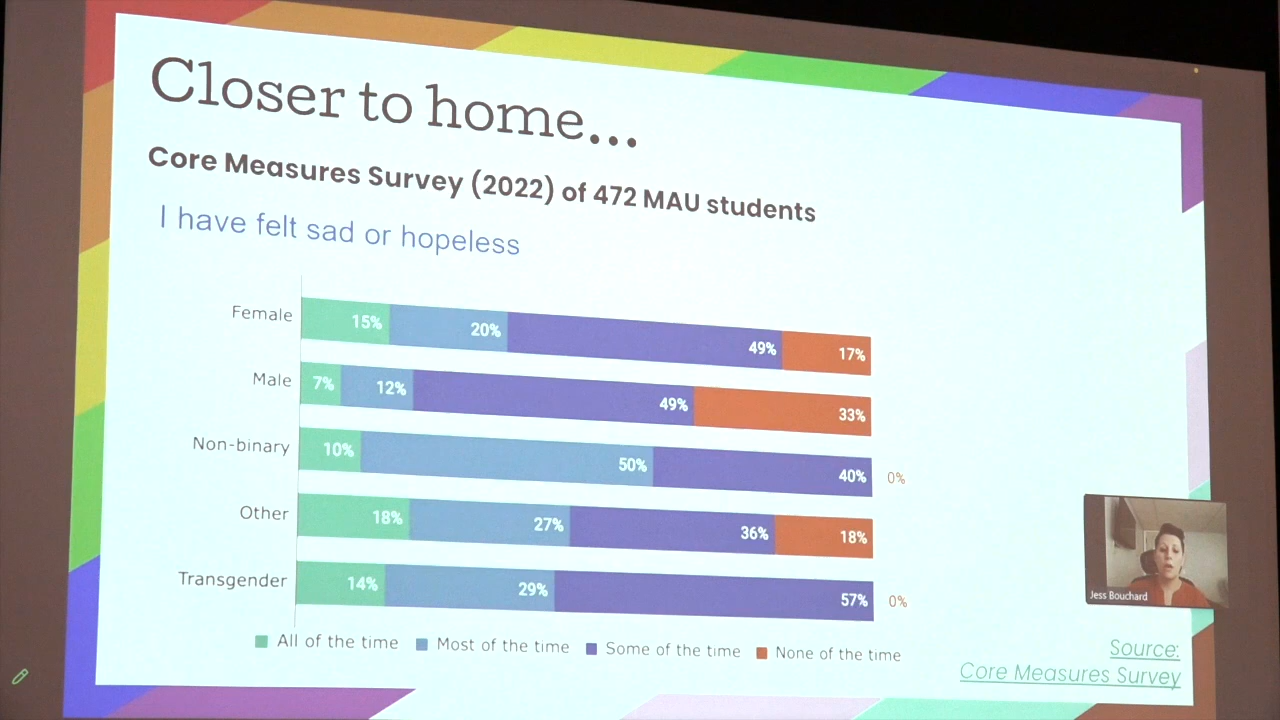 Closer to home...
Core Measures Survey (2022) of 472 MAU students
I have felt sad or hopeless
Female 15% 20% 49% 17%
Male 7% 12% 49% 33%
Non-binary 10% 50% 40% 0%
Other 18% 27% 36% 18%
Transgender 14% 29% 57% 0%
All of the time Most of the time Some of the time None of the time
Jess Bouchard
Source:
Core Measures Survey